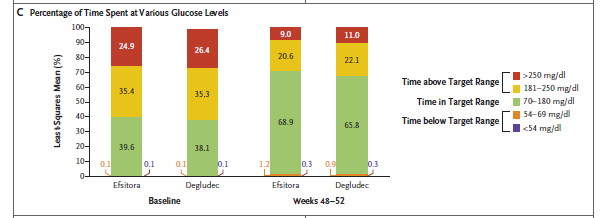 C Percentage of Time Spent at Various Glucose Levels
Least-Squares Mean (%)
100
90
80
70
60
50
40
30
20
10
0
24.9
35.4
39.6
0.1
0.1
Efsitora
26.4
35.3
38.1
0.1
0.1
Degludec
Baseline
9.0
20.6
68.9
1.2
0.3
Efsitora
11.0
22.1
65.8
0.9
0.3
Degludec
Weeks 48–52
Time above Target Range
>250 mg/dl
181–250 mg/dl
Time in Target Range
70–180 mg/dl
Time below Target Range
54–69 mg/dl
<54 mg/dl